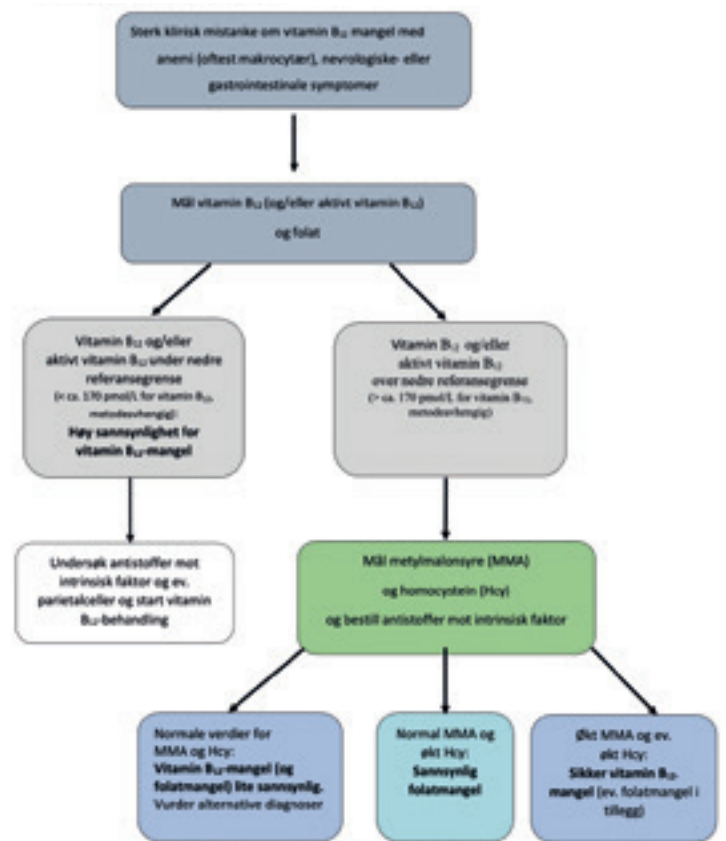 Sterk klinisk mistanke om vitamin B₁₂ mangel med
anemi (oftest makrocytær), nevrologiske- eller
gastrointestinale symptomer
Mål vitamin B₁₂ (og/eller aktivt vitamin B₁₂)
og folat
Vitamin B₁₂ og/eller
aktivt vitamin B₁₂ under nedre
referansegrense
(< ca. 170 pmol/L for vitamin B₁₂,
metodeavhengig):
Høy sannsynlighet for
vitamin B₁₂-mangel
Vitamin B₁₂ og/eller
aktivt vitamin B₁₂
over nedre referansegrense
(> ca. 170 pmol/L for vitamin B₁₂,
metodeavhengig)
Undersøk antistoffer mot
intrinsisk faktor og ev.
parietalceller og start vitamin
B₁₂-behandling
Mål metylmalonsyre (MMA)
og homocystein (Hcy)
og bestill antistoffer mot intrinsisk faktor
Normale verdier for
MMA og Hcy:
Vitamin B₁₂-mangel (og
folatmangel) lite sannsynlig.
Vurder alternative diagnoser
Normal MMA og
økt Hcy:
Sannsynlig
folatmangel
Økt MMA og ev.
økt Hcy:
Sikker vitamin B₁₂-
mangel (ev. folatmangel i
tillegg)